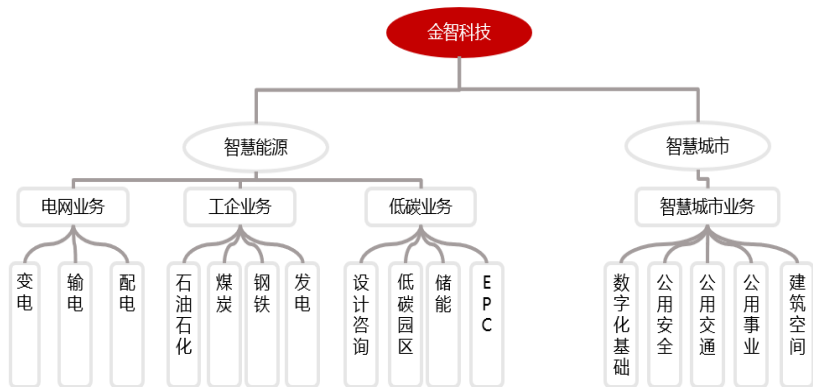 金智科技
智慧能源
智慧城市
电网业务
工企业务
低碳业务
智慧城市业务
变电
输电
配电
石油石化
煤炭
钢铁
发电
设计咨询
低碳园区
储能
EPC
数字化基础
公用安全
公用交通
公用事业
建筑空间